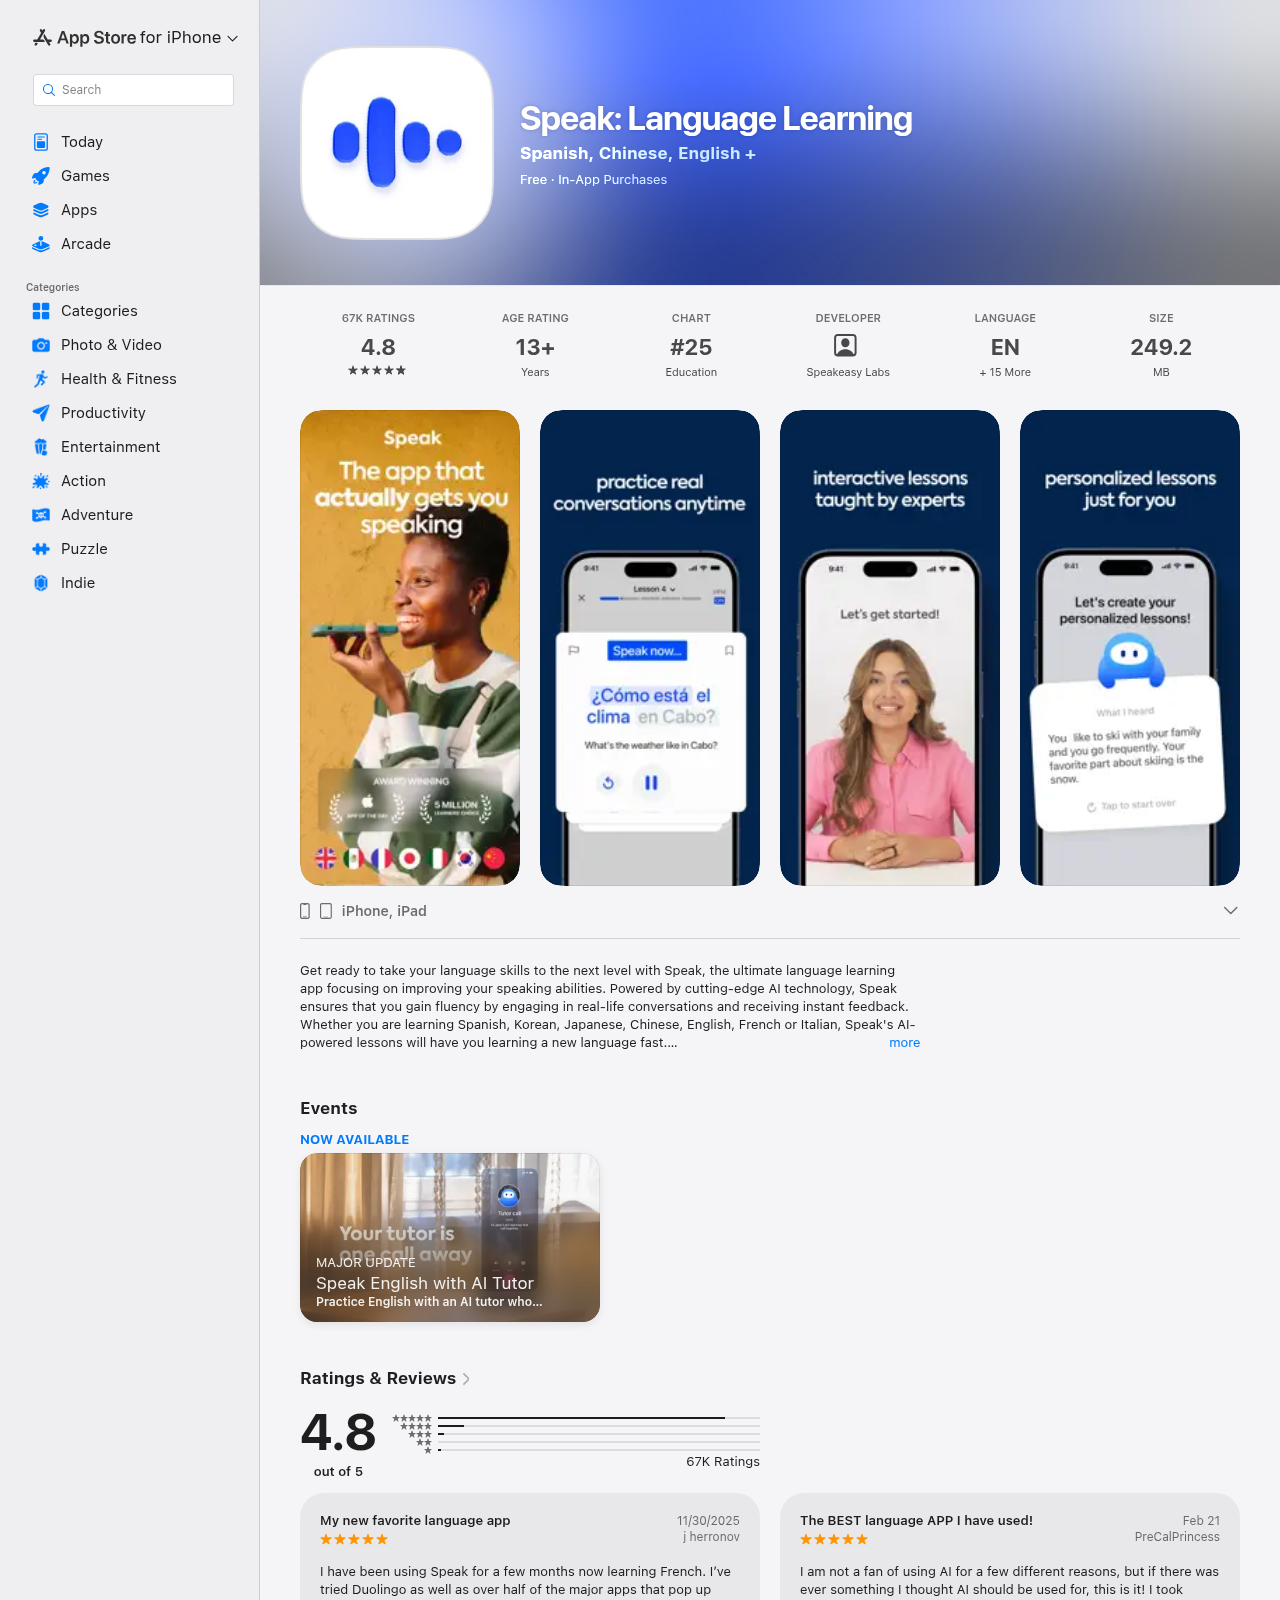 App Store for iPhone
Search
Today
Games
Apps
Arcade
Categories
Categories
Photo & Video
Health & Fitness
Productivity
Entertainment
Action
Adventure
Puzzle
Indie
Speak: Language Learning
Spanish, Chinese, English +
Free · In-App Purchases
67K RATINGS
4.8
★★★★★
AGE RATING
13+
Years
CHART
#25
Education
DEVELOPER
Speakeasy Labs
LANGUAGE
EN
+ 15 More
SIZE
249.2
MB
Speak
The app that
actually gets you
speaking
AWARD WINNING
APP OF THE DAY
5 MILLION
LEARNERS' CHOICE
practice real
conversations anytime
9:41
Lesson 4
Speak now...
¿Cómo está el
clima en Cabo?
What's the weather like in Cabo?
interactive lessons
taught by experts
9:41
Let's get started!
personalized lessons
just for you
9:41
Let's create your
personalized lessons!
What I heard
You like to ski with your family
and you go frequently. Your
favorite part about skiing is the
snow.
Tap to start over
iPhone, iPad
Get ready to take your language skills to the next level with Speak, the ultimate language learning
app focusing on improving your speaking abilities. Powered by cutting-edge AI technology, Speak
ensures that you gain fluency by engaging in real-life conversations and receiving instant feedback.
Whether you are learning Spanish, Korean, Japanese, Chinese, English, French or Italian, Speak's AI-
powered lessons will have you learning a new language fast.... more
Events
NOW AVAILABLE
Your tutor is
one call away
Tutor call
MAJOR UPDATE
Speak English with AI Tutor
Practice English with an AI tutor who...
Ratings & Reviews
4.8
out of 5
67K Ratings
My new favorite language app
11/30/2025
★★★★★
j herronov
I have been using Speak for a few months now learning French. I've
tried Duolingo as well as over half of the major apps that pop up
The BEST language APP I have used!
Feb 21
★★★★★
PreCalPrincess
I am not a fan of using AI for a few different reasons, but if there was
ever something I thought AI should be used for, this is it! I took